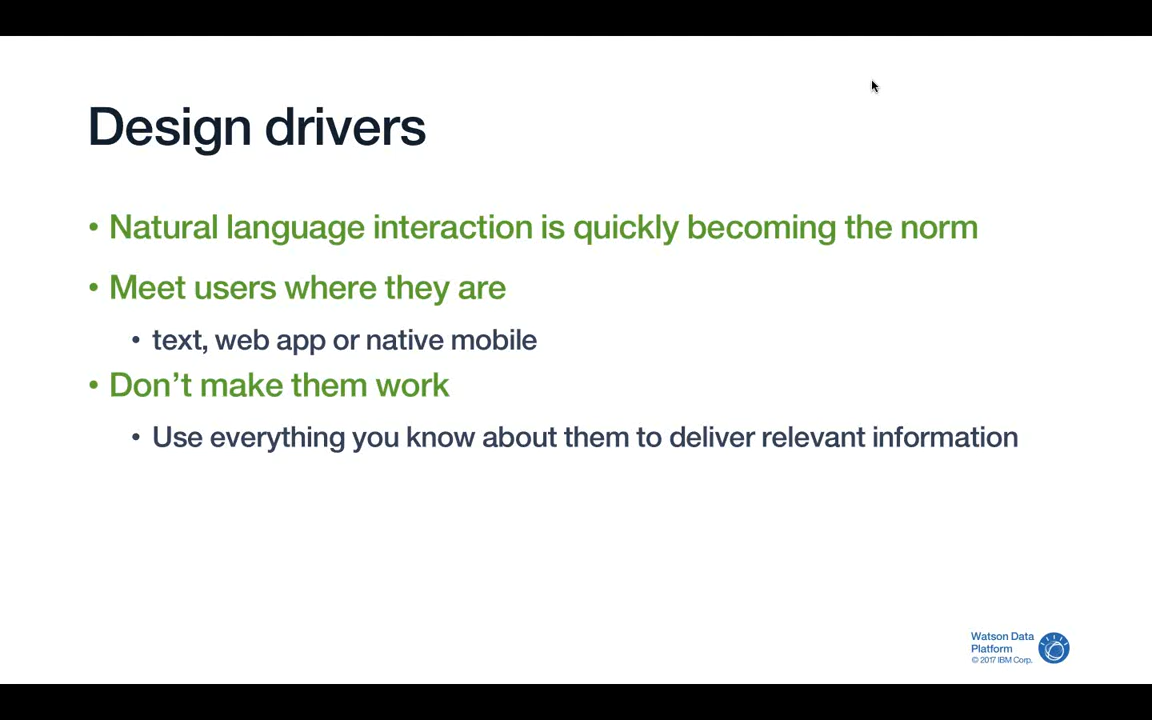 Design drivers
• Natural language interaction is quickly becoming the norm
• Meet users where they are
• text, web app or native mobile
• Don’t make them work
• Use everything you know about them to deliver relevant information
Watson Data
Platform
© 2017 IBM Corp.